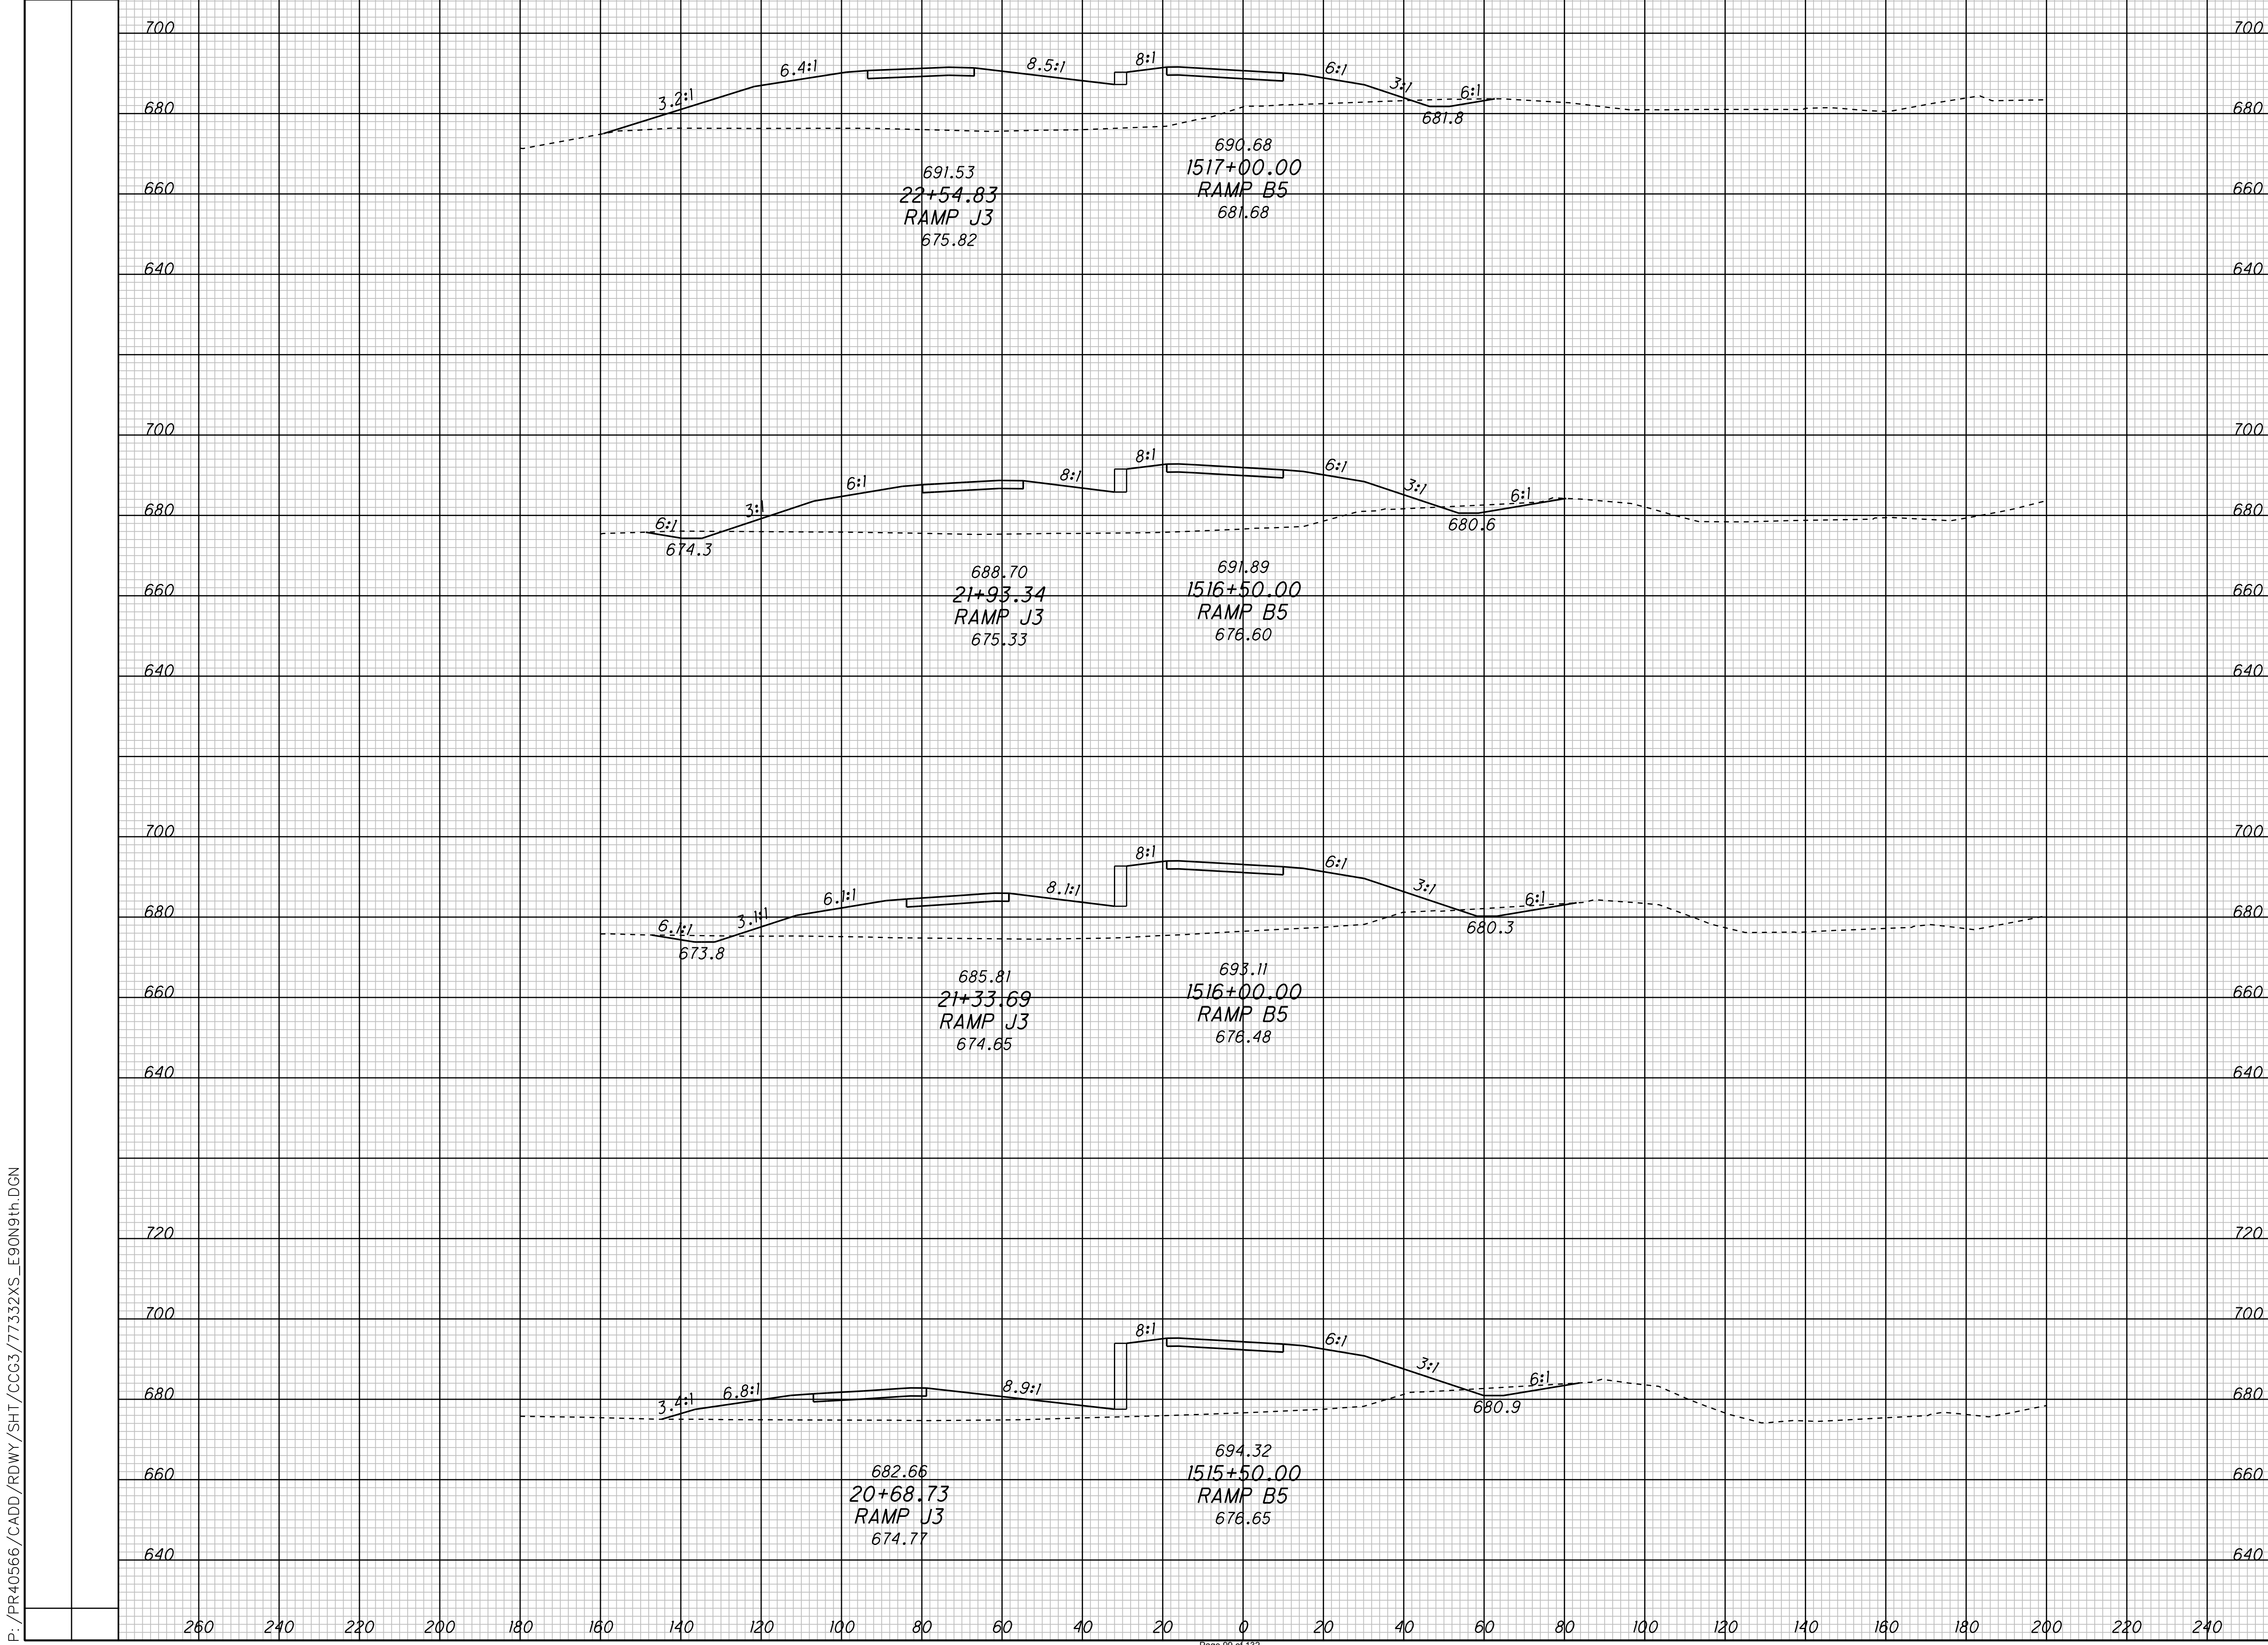 700 700
6.4:1 8.5:1 8:1 6:1
3.2:1 3:1 6:1
680 681.8 680
690.68
691.53 1517+00.00
660 22+54.83 RAMP B5 660
RAMP J3 681.68
675.82
640 640
700 700
8:1 6:1
6:1 8:1 3:1 6:1
6:1 3:1
680 674.3 680.6 680
688.70 691.89
660 21+93.34 1516+50.00 660
RAMP J3 RAMP B5
675.33 676.60
640 640
700 700
8:1 6:1
6.1:1 8.1:1 3:1 6:1
6.1:1 3.1:1
680 673.8 680.3 680
685.81 693.11
660 21+33.69 1516+00.00 660
RAMP J3 RAMP B5
674.65 676.48
640 640
720 720
700 700
8:1 6:1
3.4:1 6.8:1 8.9:1 3:1 6:1
680 680.9 680
694.32
660 682.66 1515+50.00 660
20+68.73 RAMP B5
RAMP J3 676.65
674.77
640 640
260 240 220 200 180 160 140 120 100 80 60 40 20 0 20 40 60 80 100 120 140 160 180 200 220 240
P:/PR40566/CADD/RDWY/SHT/CCG3/77332XS_E90N9th.DGN